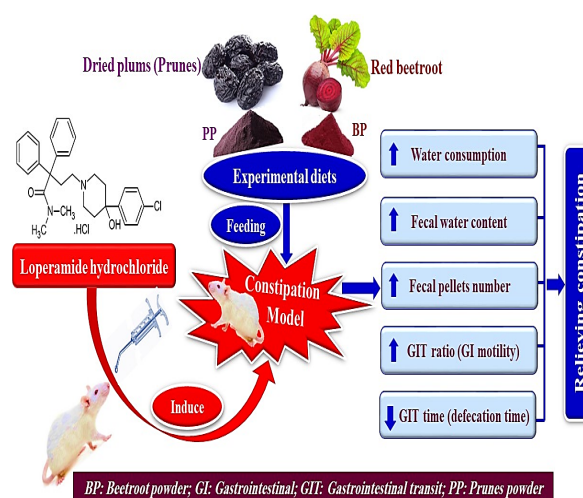 Dried plums (Prunes)
Red beetroot
PP
BP
Experimental diets
Feeding
Constipation
Model
N
O
N
CH₃
H₃C
.HCl
OH
Cl
Loperamide hydrochloride
Induce
Water consumption
Fecal water content
Fecal pellets number
GIT ratio (GI motility)
GIT time (defecation time)
Relieving constipation
BP: Beetroot powder; GI: Gastrointestinal; GIT: Gastrointestinal transit; PP: Prunes powder